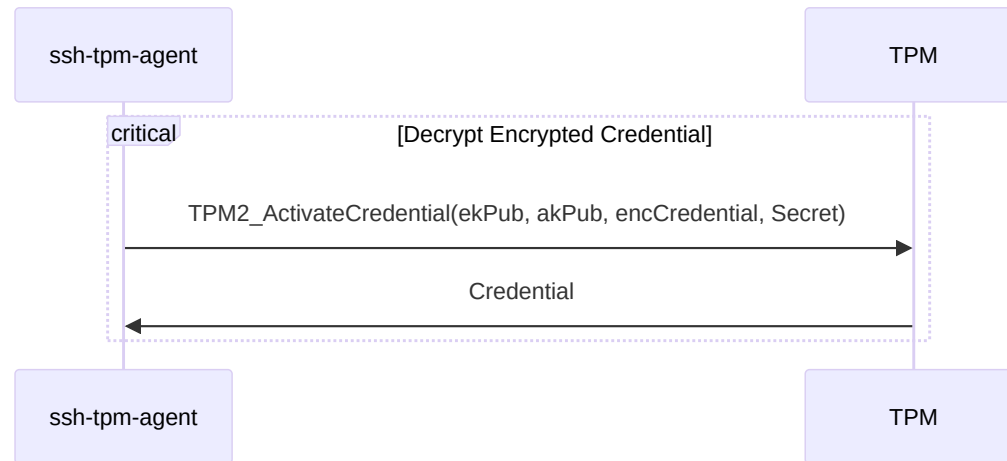 ssh-tpm-agent
TPM
critical
[Decrypt Encrypted Credential]
TPM2_ActivateCredential(ekPub, akPub, encCredential, Secret)
Credential
ssh-tpm-agent
TPM